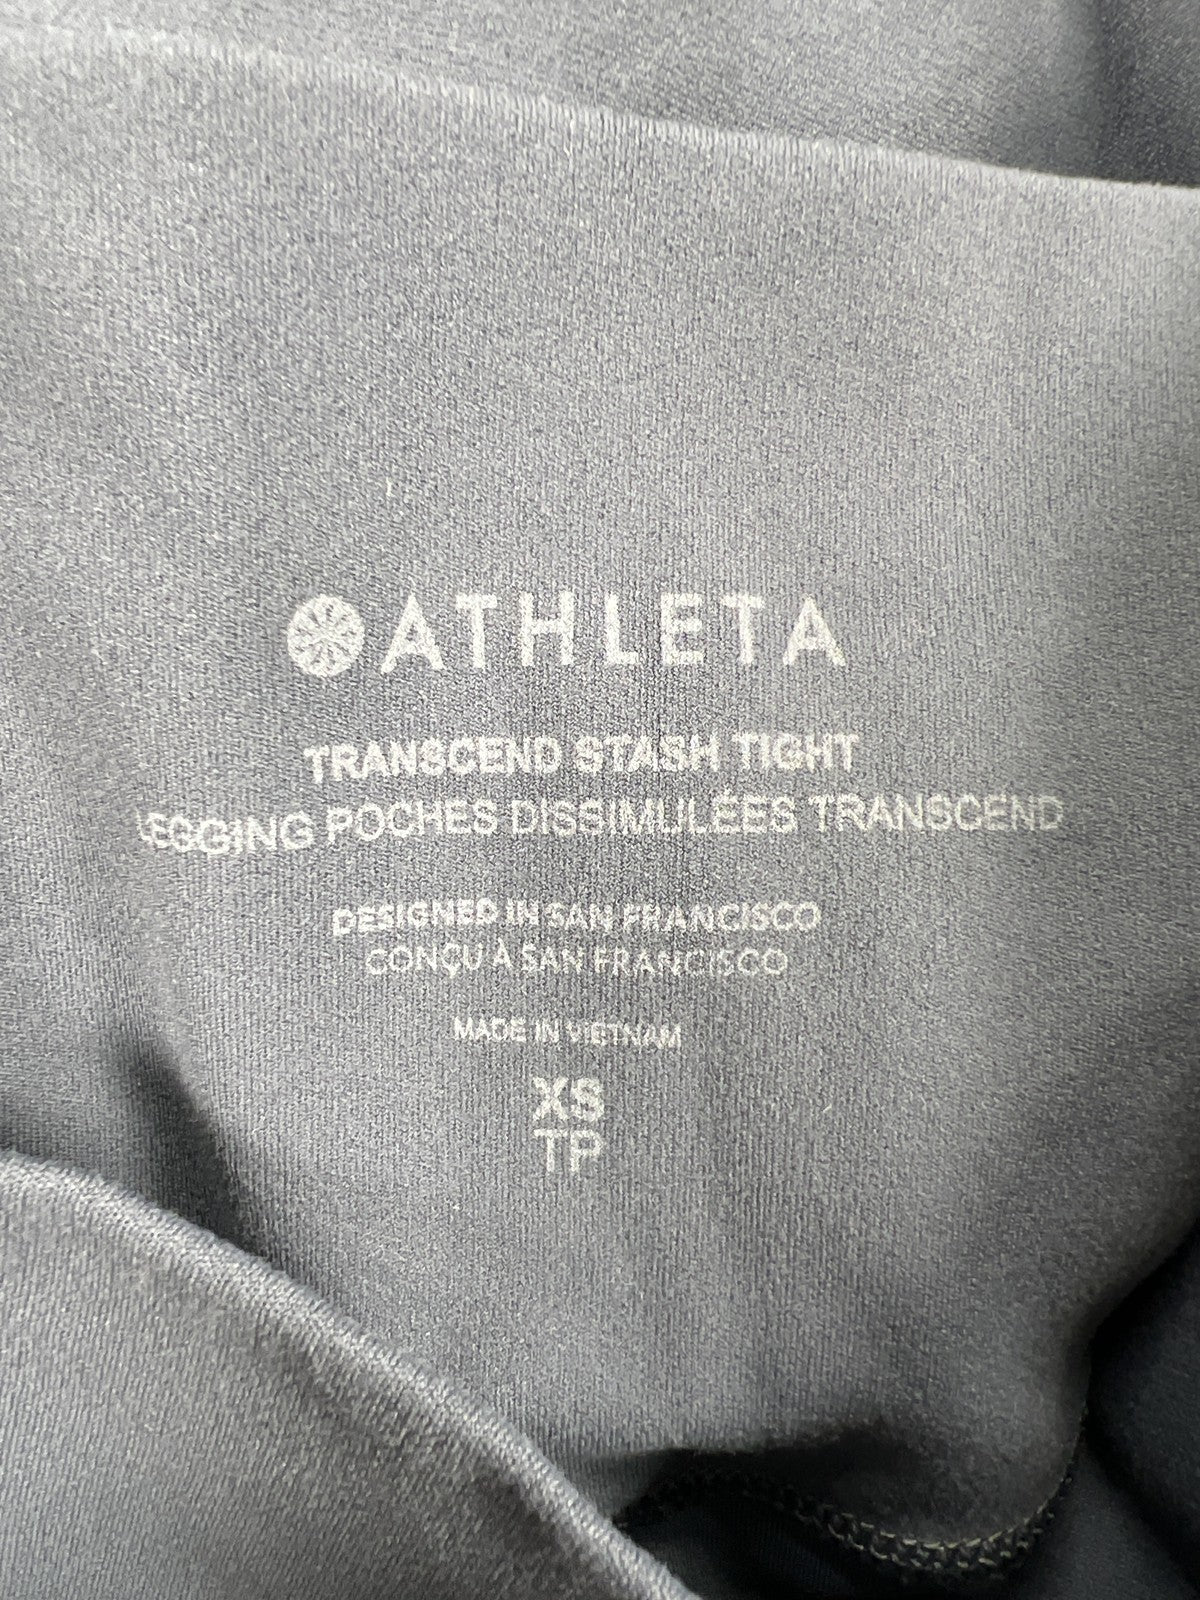 ATHLETA
TRANSCEND STASH TIGHT
LEGGING POCHES DISSIMULÉES TRANSCEND
DESIGNED IN SAN FRANCISCO
CONÇU À SAN FRANCISCO
MADE IN VIETNAM
XS
TP